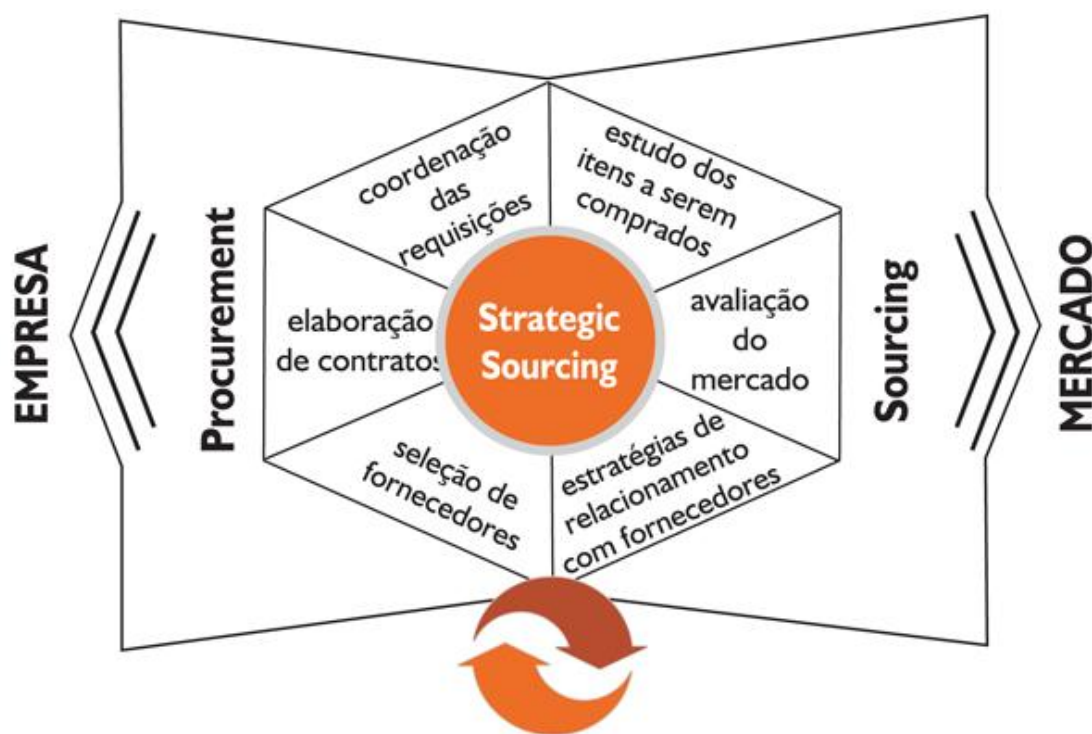 EMPRESA
Procurement
coordenação
das
requisições
elaboração
de contratos
seleção de
fornecedores
Strategic
Sourcing
estudo dos
itens a serem
comprados
avaliação
do
mercado
estratégias de
relacionamento
com fornecedores
Sourcing
MERCADO